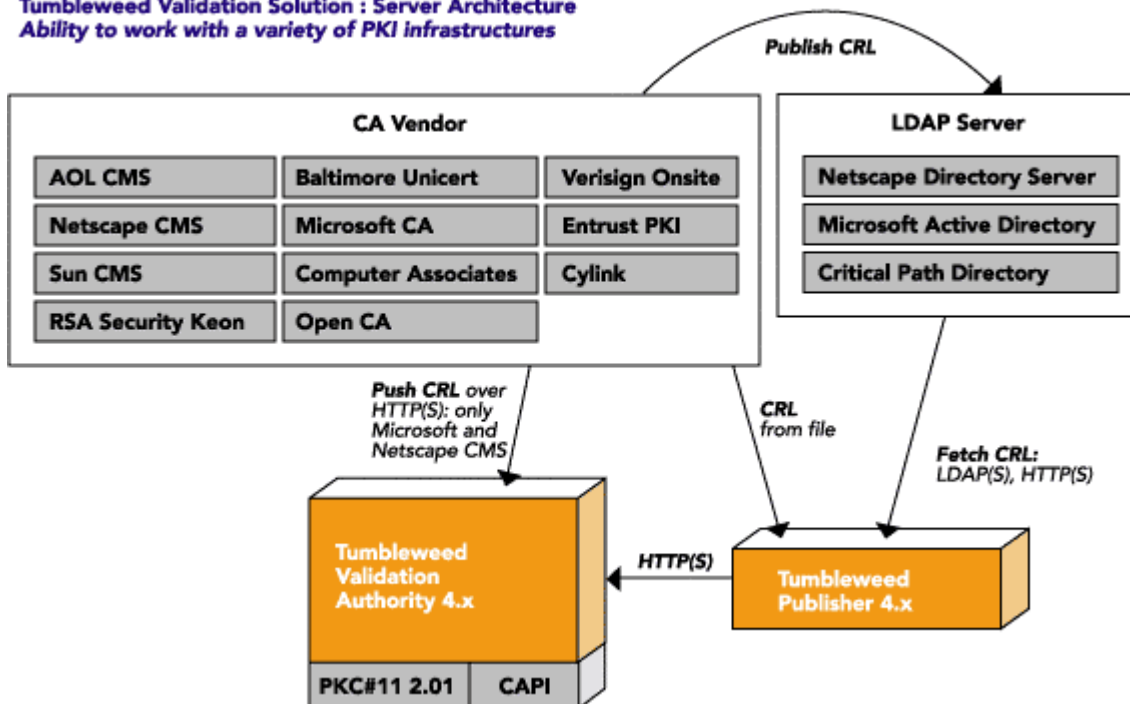 Tumbleweed Validation Solution : Server Architecture
Ability to work with a variety of PKI infrastructures
Publish CRL
CA Vendor
AOL CMS
Baltimore Unicert
Verisign Onsite
Netscape CMS
Microsoft CA
Entrust PKI
Sun CMS
Computer Associates
Cylink
RSA Security Keon
Open CA
LDAP Server
Netscape Directory Server
Microsoft Active Directory
Critical Path Directory
Push CRL over
HTTP(S): only
Microsoft and
Netscape CMS
CRL
from file
Fetch CRL:
LDAP(S), HTTP(S)
Tumbleweed
Validation
Authority 4.x
HTTP(S)
Tumbleweed
Publisher 4.x
PKC#11 2.01
CAPI